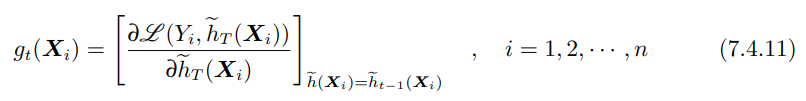 $$g_t(\boldsymbol{X}_i) = \left[ \frac{\partial \mathscr{L}(Y_i, \widetilde{h}_T(\boldsymbol{X}_i))}{\partial \widetilde{h}_T(\boldsymbol{X}_i)} \right]_{\widetilde{h}(\boldsymbol{X}_i) = \widetilde{h}_{t-1}(\boldsymbol{X}_i)} , \quad i = 1, 2, \cdots, n \qquad (7.4.11)$$